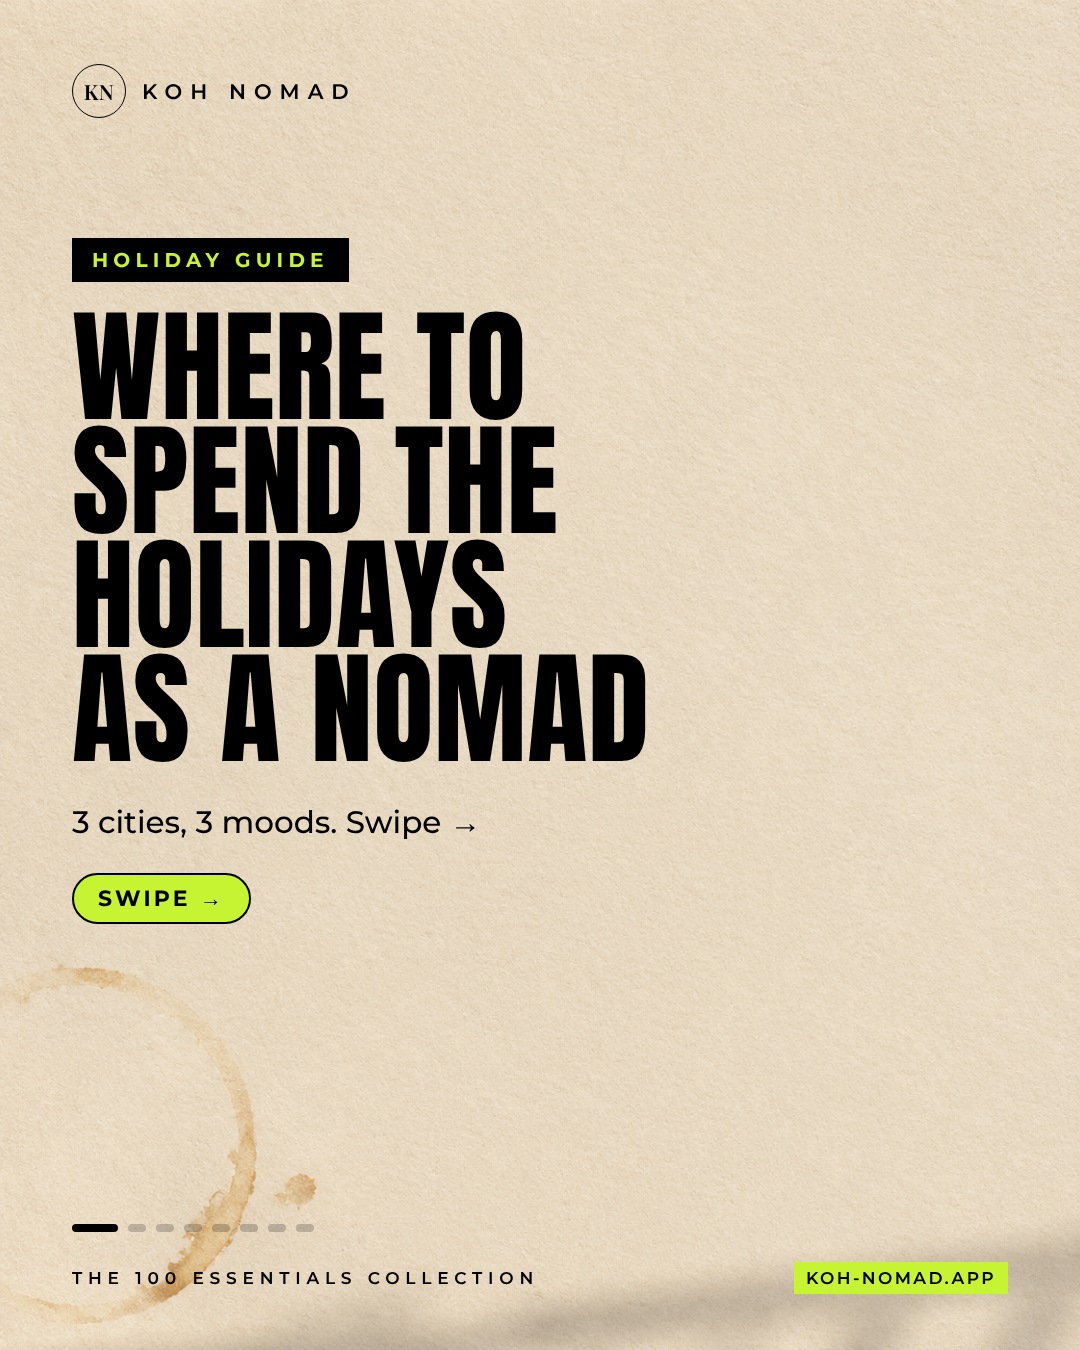 KN KOH NOMAD
HOLIDAY GUIDE
WHERE TO
SPEND THE
HOLIDAYS
AS A NOMAD
3 cities, 3 moods. Swipe →
SWIPE →
THE 100 ESSENTIALS COLLECTION
KOH-NOMAD.APP